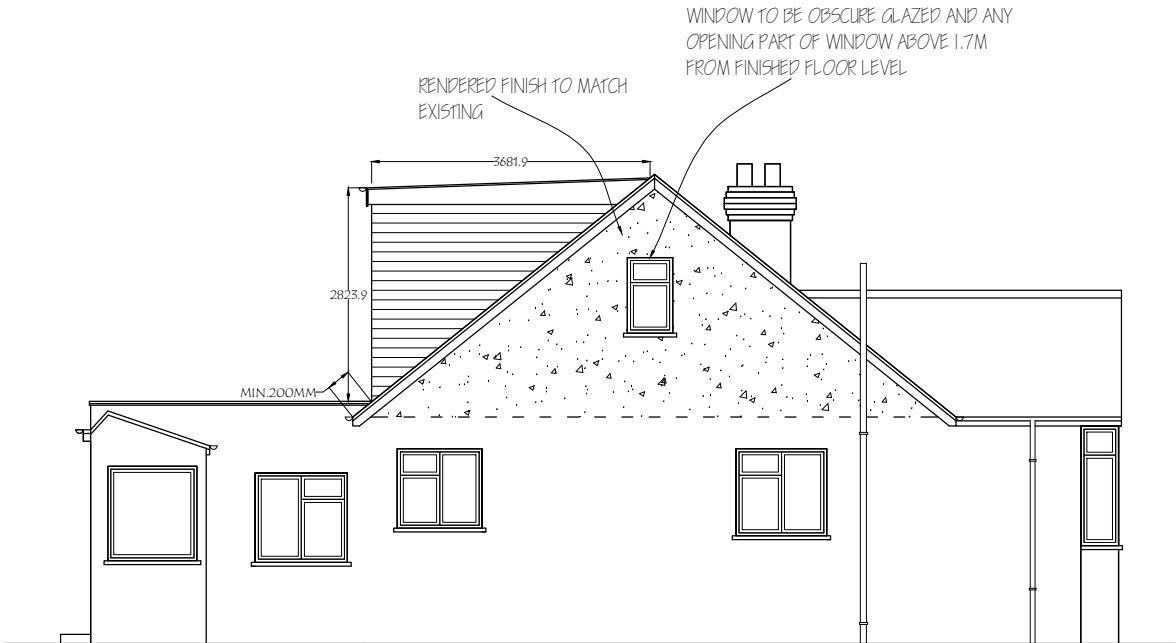 WINDOW TO BE OBSCURE GLAZED AND ANY
OPENING PART OF WINDOW ABOVE 1.7M
FROM FINISHED FLOOR LEVEL
RENDERED FINISH TO MATCH
EXISTING
3681.9
2823.9
MIN.200MM